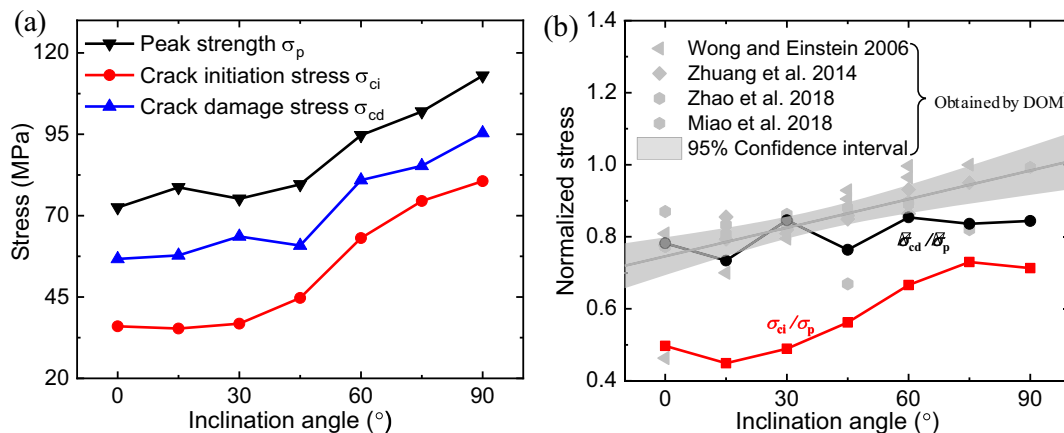 (a)
Peak strength σp
Crack initiation stress σci
Crack damage stress σcd
120
95
70
45
20
Stress (MPa)
0
30
60
90
Inclination angle (°)
(b)
Wong and Einstein 2006
Zhuang et al. 2014
Zhao et al. 2018
Miao et al. 2018
95% Confidence interval
Obtained by DOM
1.4
1.2
1.0
0.8
0.6
0.4
Normalized stress
σci/σp
0
30
60
90
Inclination angle (°)